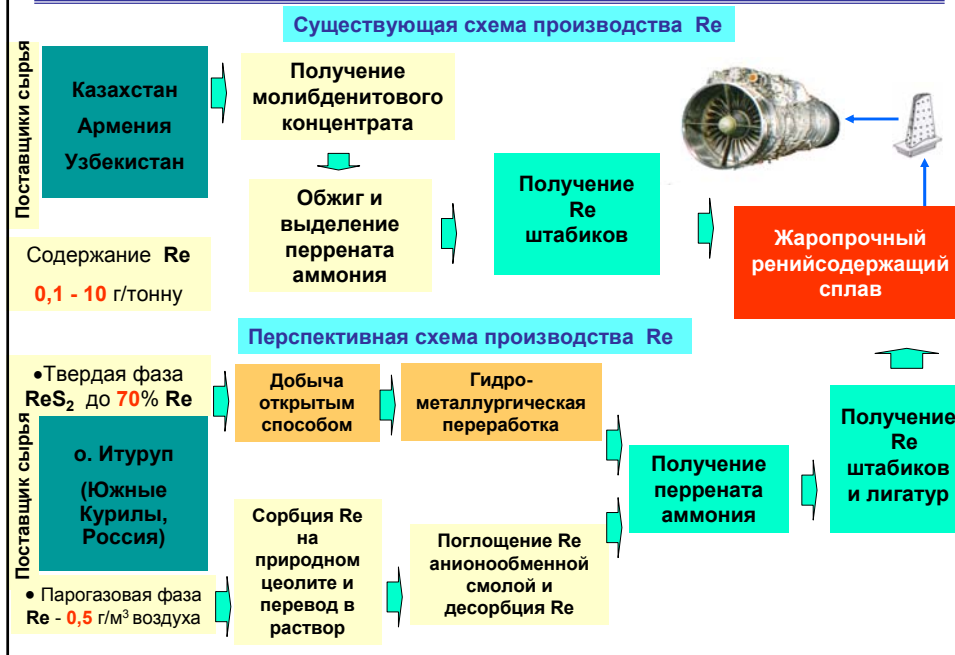 Существующая схема производства Re
Поставщики сырья
Казахстан
Армения
Узбекистан
Получение
молибденитового
концентрата
Обжиг и
выделение
перрената
аммония
Получение
Re
штабиков
Жаропрочный
ренийсодержащий
сплав
Содержание Re
0,1 - 10 г/тонну
Перспективная схема производства Re
Поставщик сырья
•Твердая фаза
ReS₂ до 70% Re
о. Итуруп
(Южные
Курилы,
Россия)
• Парогазовая фаза
Re - 0,5 г/м³ воздуха
Добыча
открытым
способом
Гидро-
металлургическая
переработка
Сорбция Re
на
природном
цеолите и
перевод в
раствор
Поглощение Re
анионообменной
смолой и
десорбция Re
Получение
перрената
аммония
Получение
Re
штабиков
и лигатур